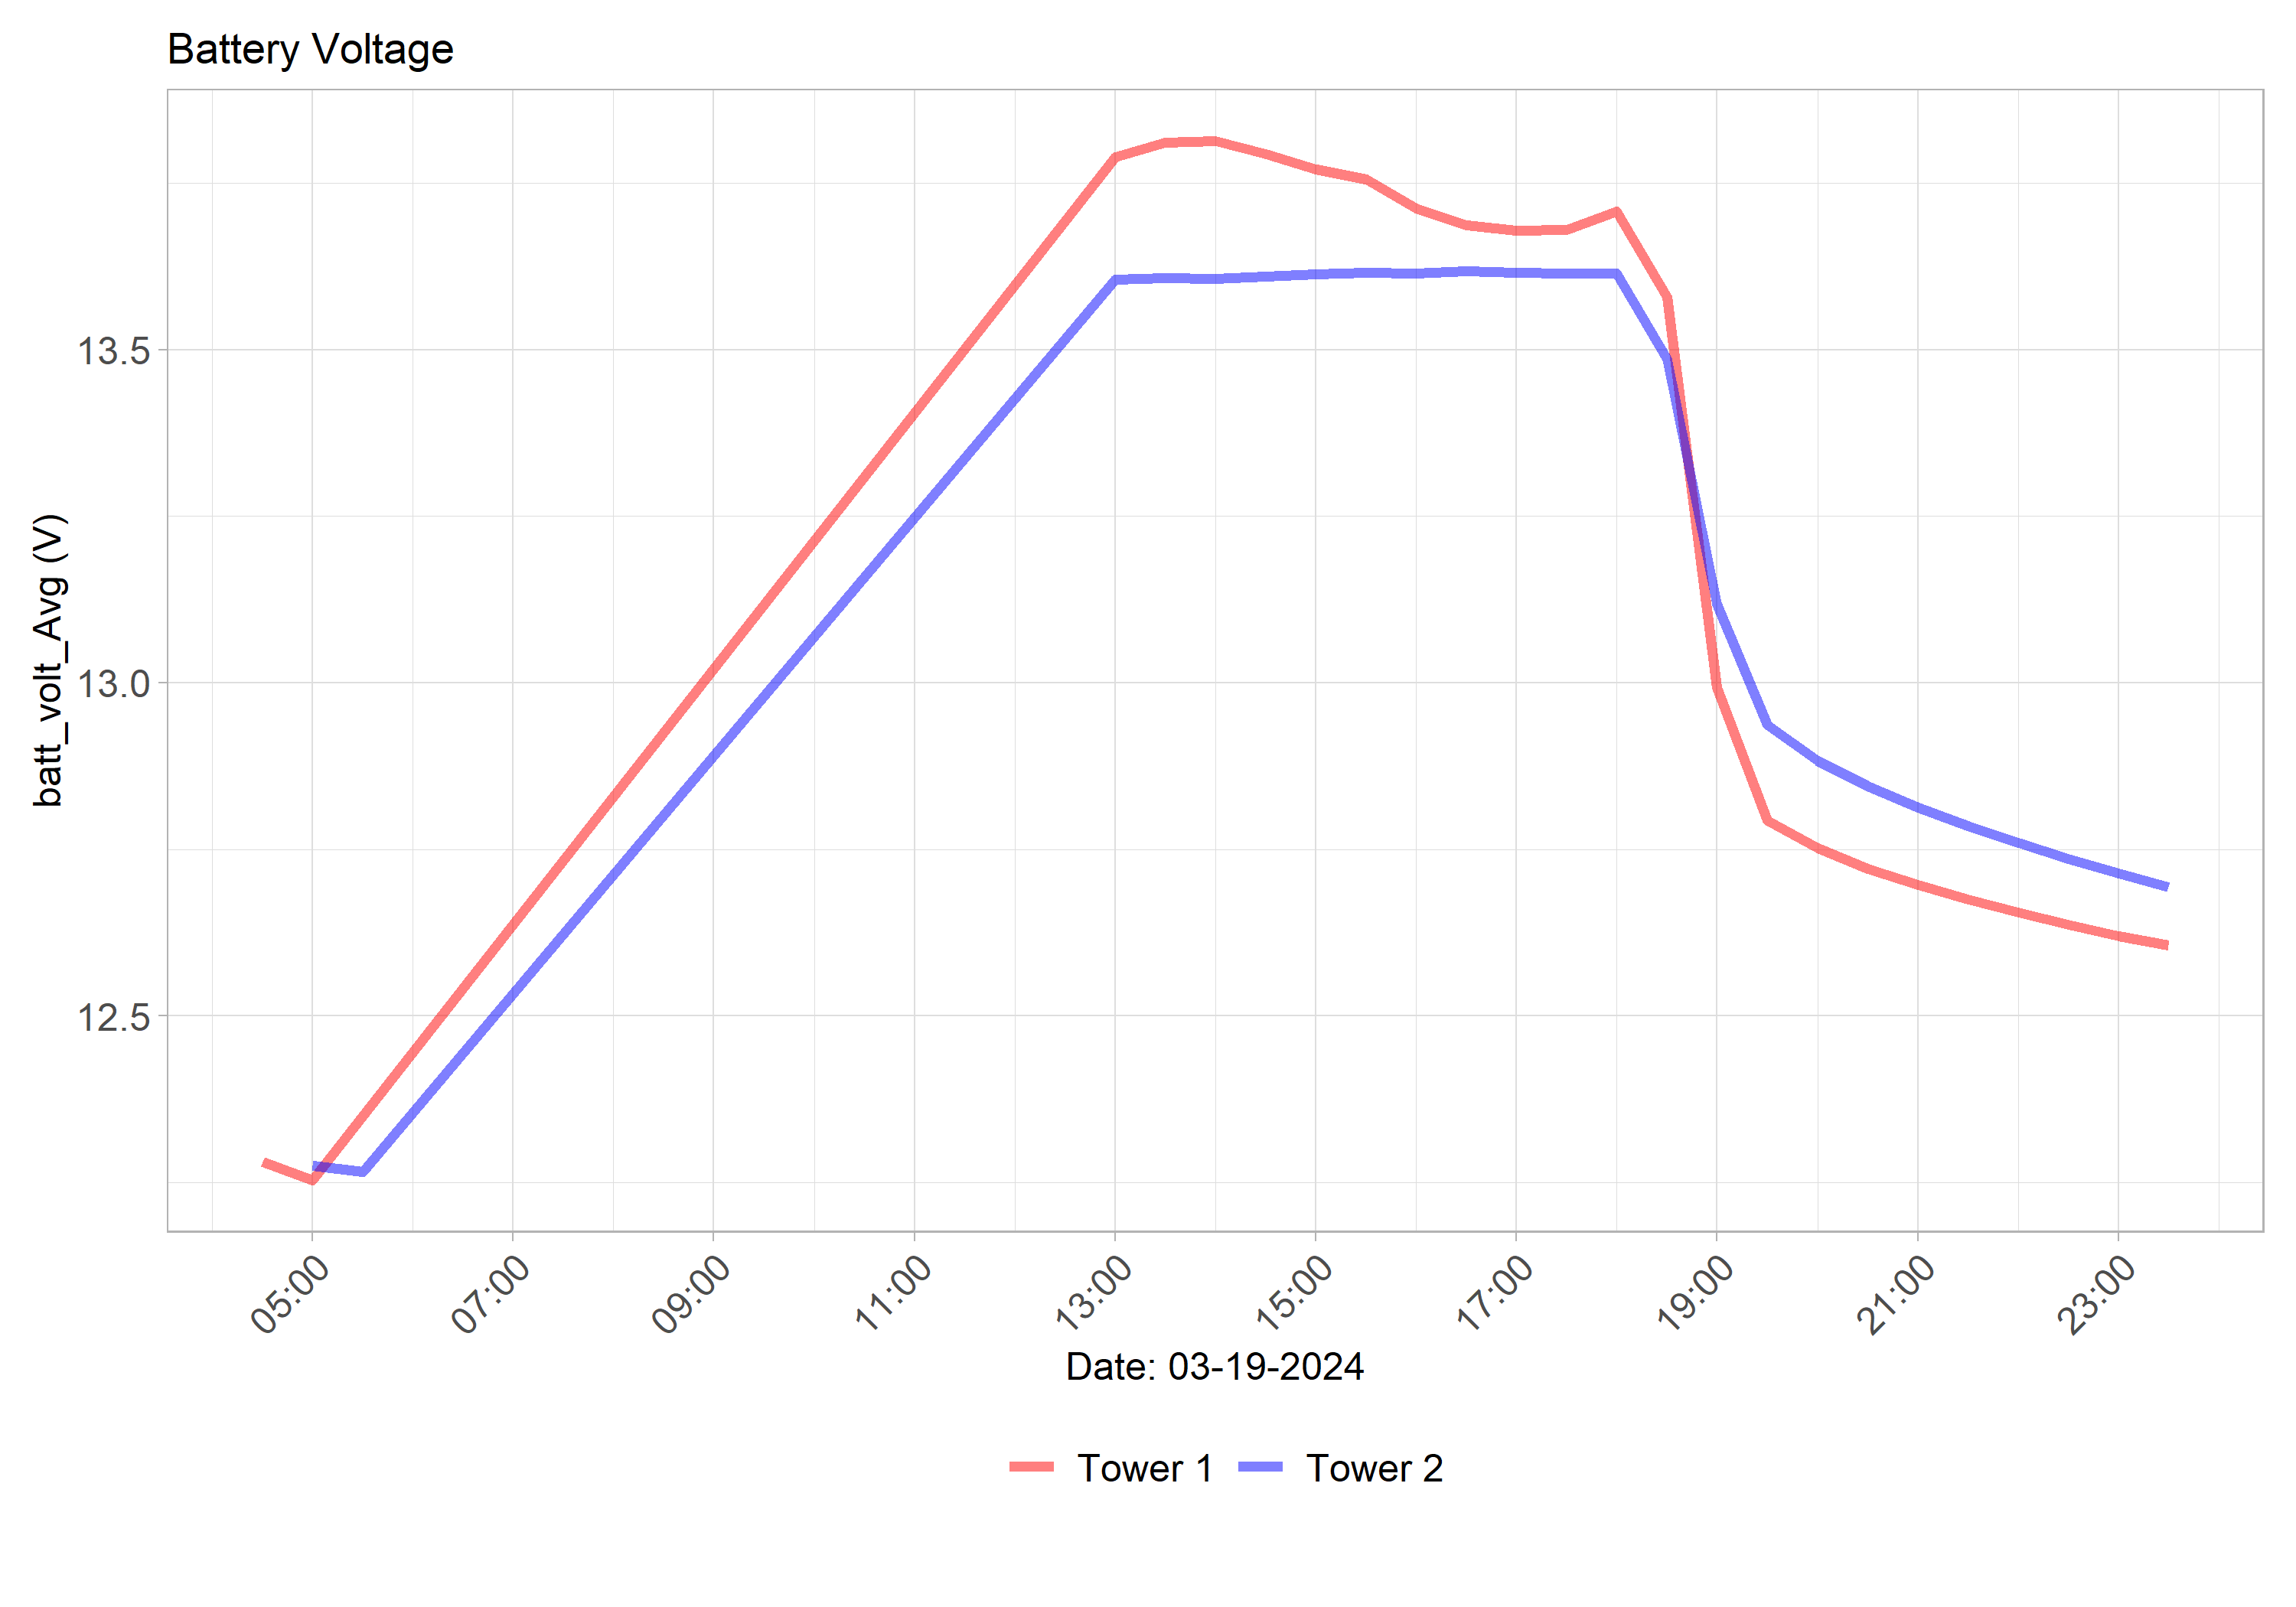 Battery Voltage
batt_volt_Avg (V)
13.5
13.0
12.5
05:00 07:00 09:00 11:00 13:00 15:00 17:00 19:00 21:00 23:00
Date: 03-19-2024
Tower 1 Tower 2